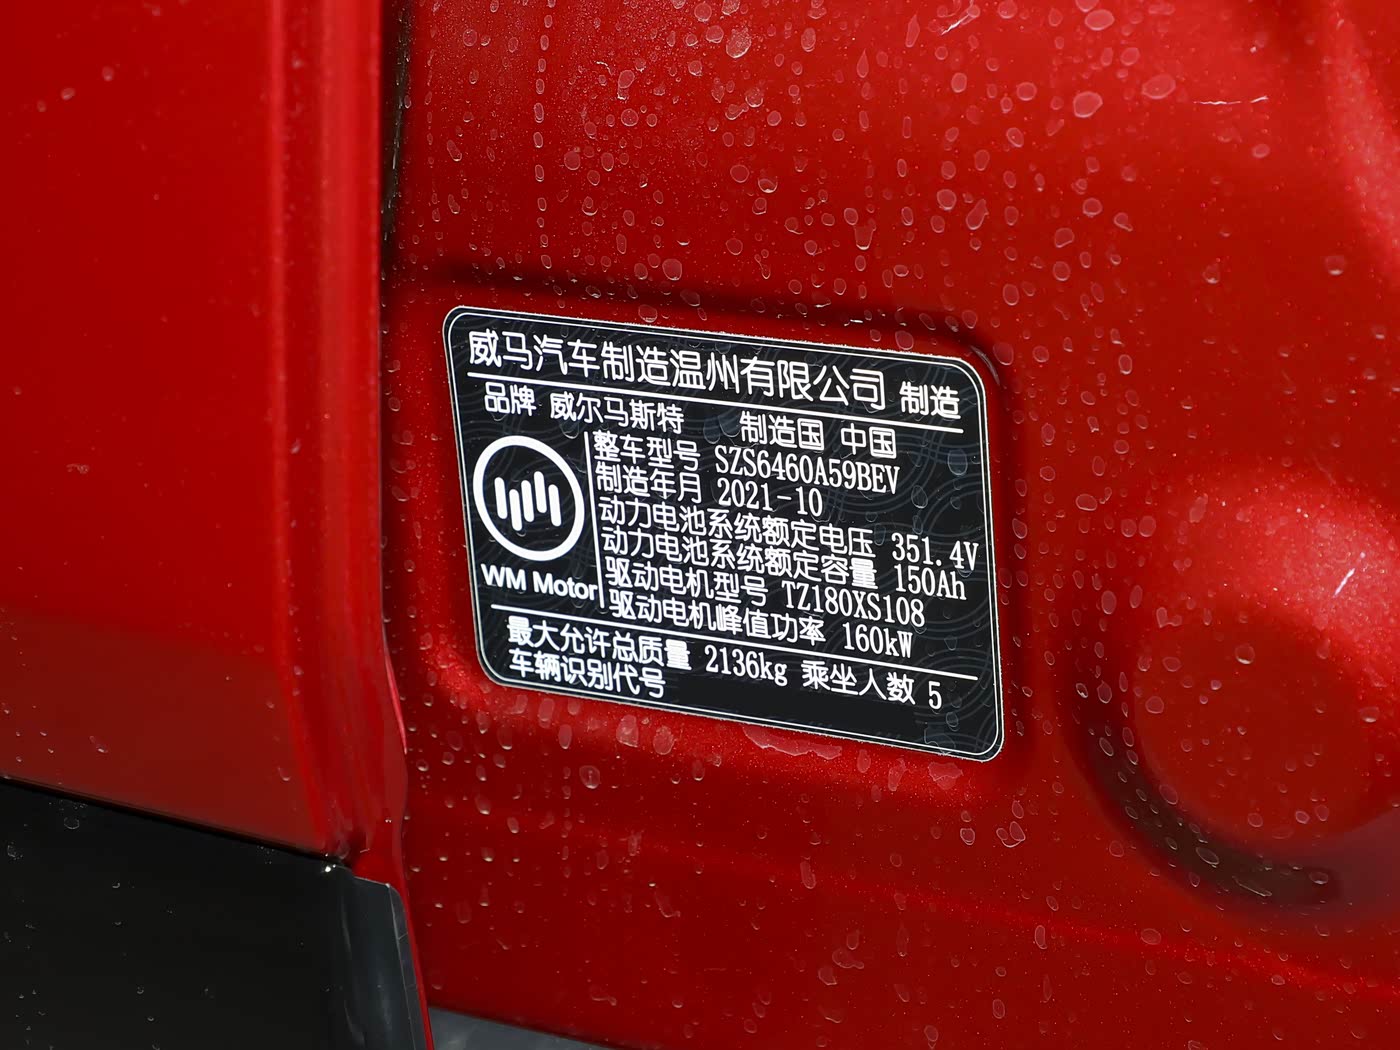 威马汽车制造温州有限公司 制造
品牌 威尔马斯特 制造国 中国
整车型号 SZS6460A59BEV
制造年月 2021-10
动力电池系统额定电压 351.4V
动力电池系统额定容量 150Ah
驱动电机型号 TZ180XS108
驱动电机峰值功率 160kW
WM Motor
最大允许总质量 2136kg 乘坐人数 5
车辆识别代号